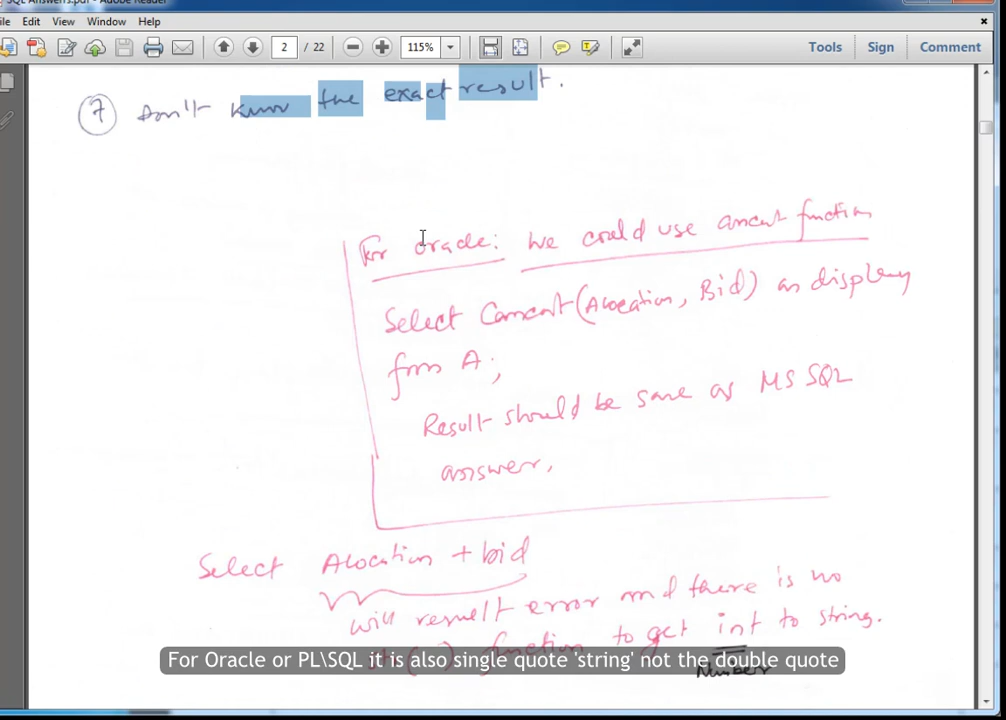 SQL Answers.pdf - Adobe Reader
File Edit View Window Help
2 / 22 115% Tools Sign Comment
7 Don't know the exact result.
For oracle: We could use concat function
Select Concat(Alocation, Bid) as display
from A;
Result should be same as MS SQL
answer,
Select Alocation + bid
will result error and there is no
str( ) function to get int to string.
Number
For Oracle or PL\SQL it is also single quote 'string' not the double quote